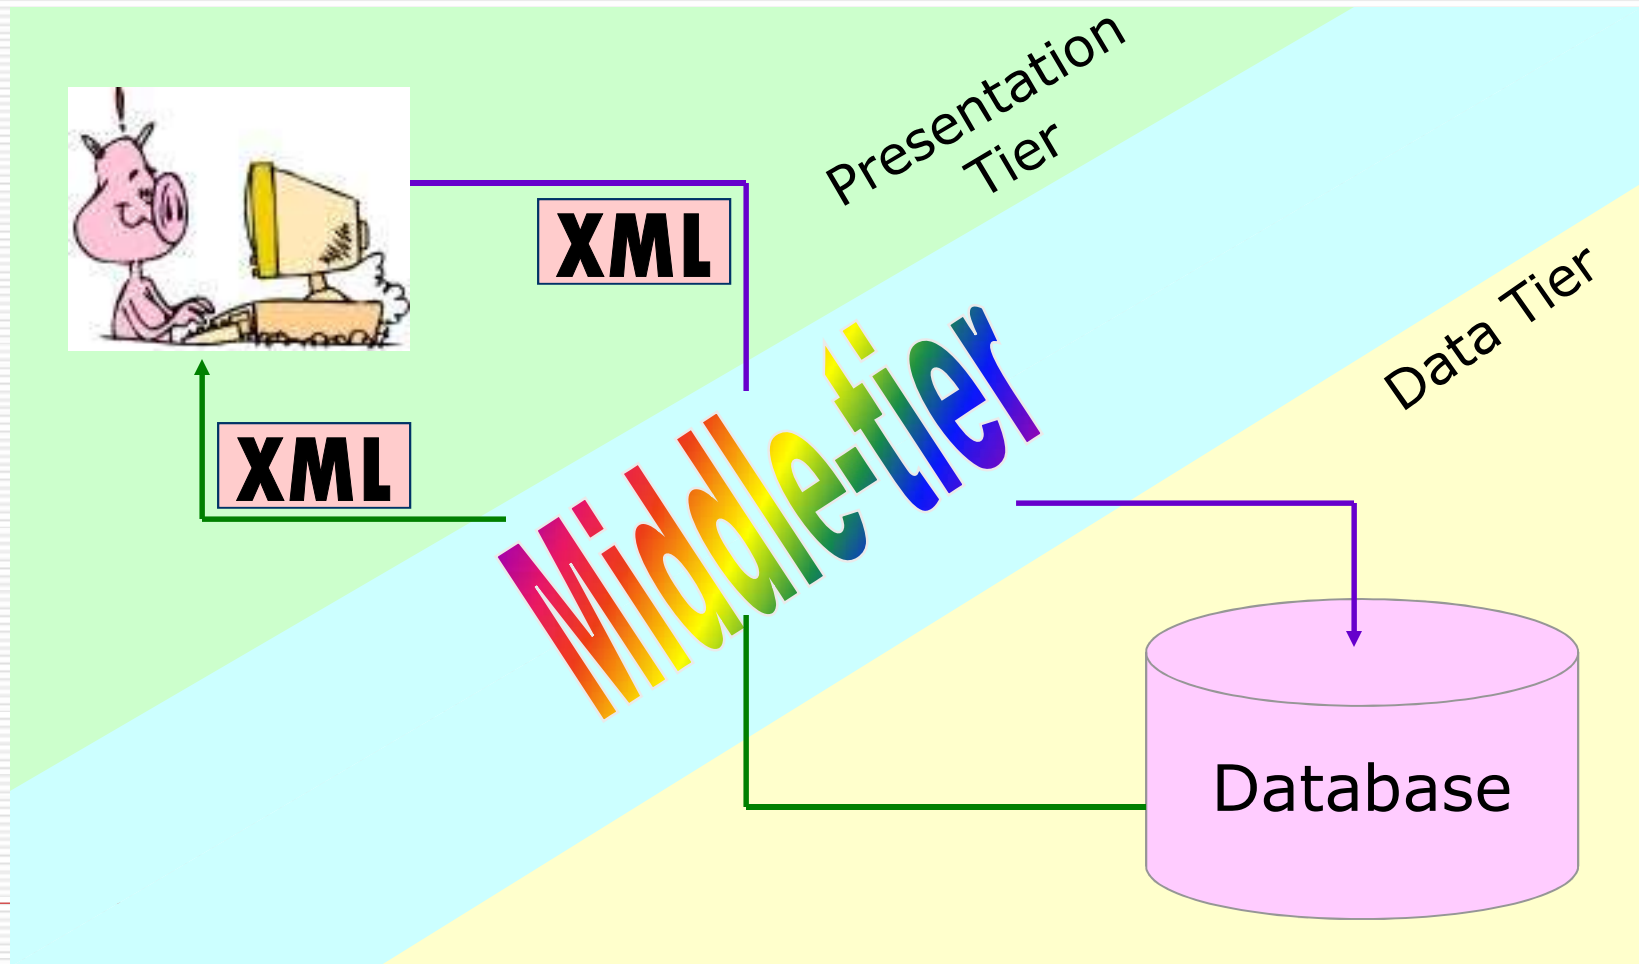 Presentation
Tier
XML
Data Tier
Middle-tier
XML
Database